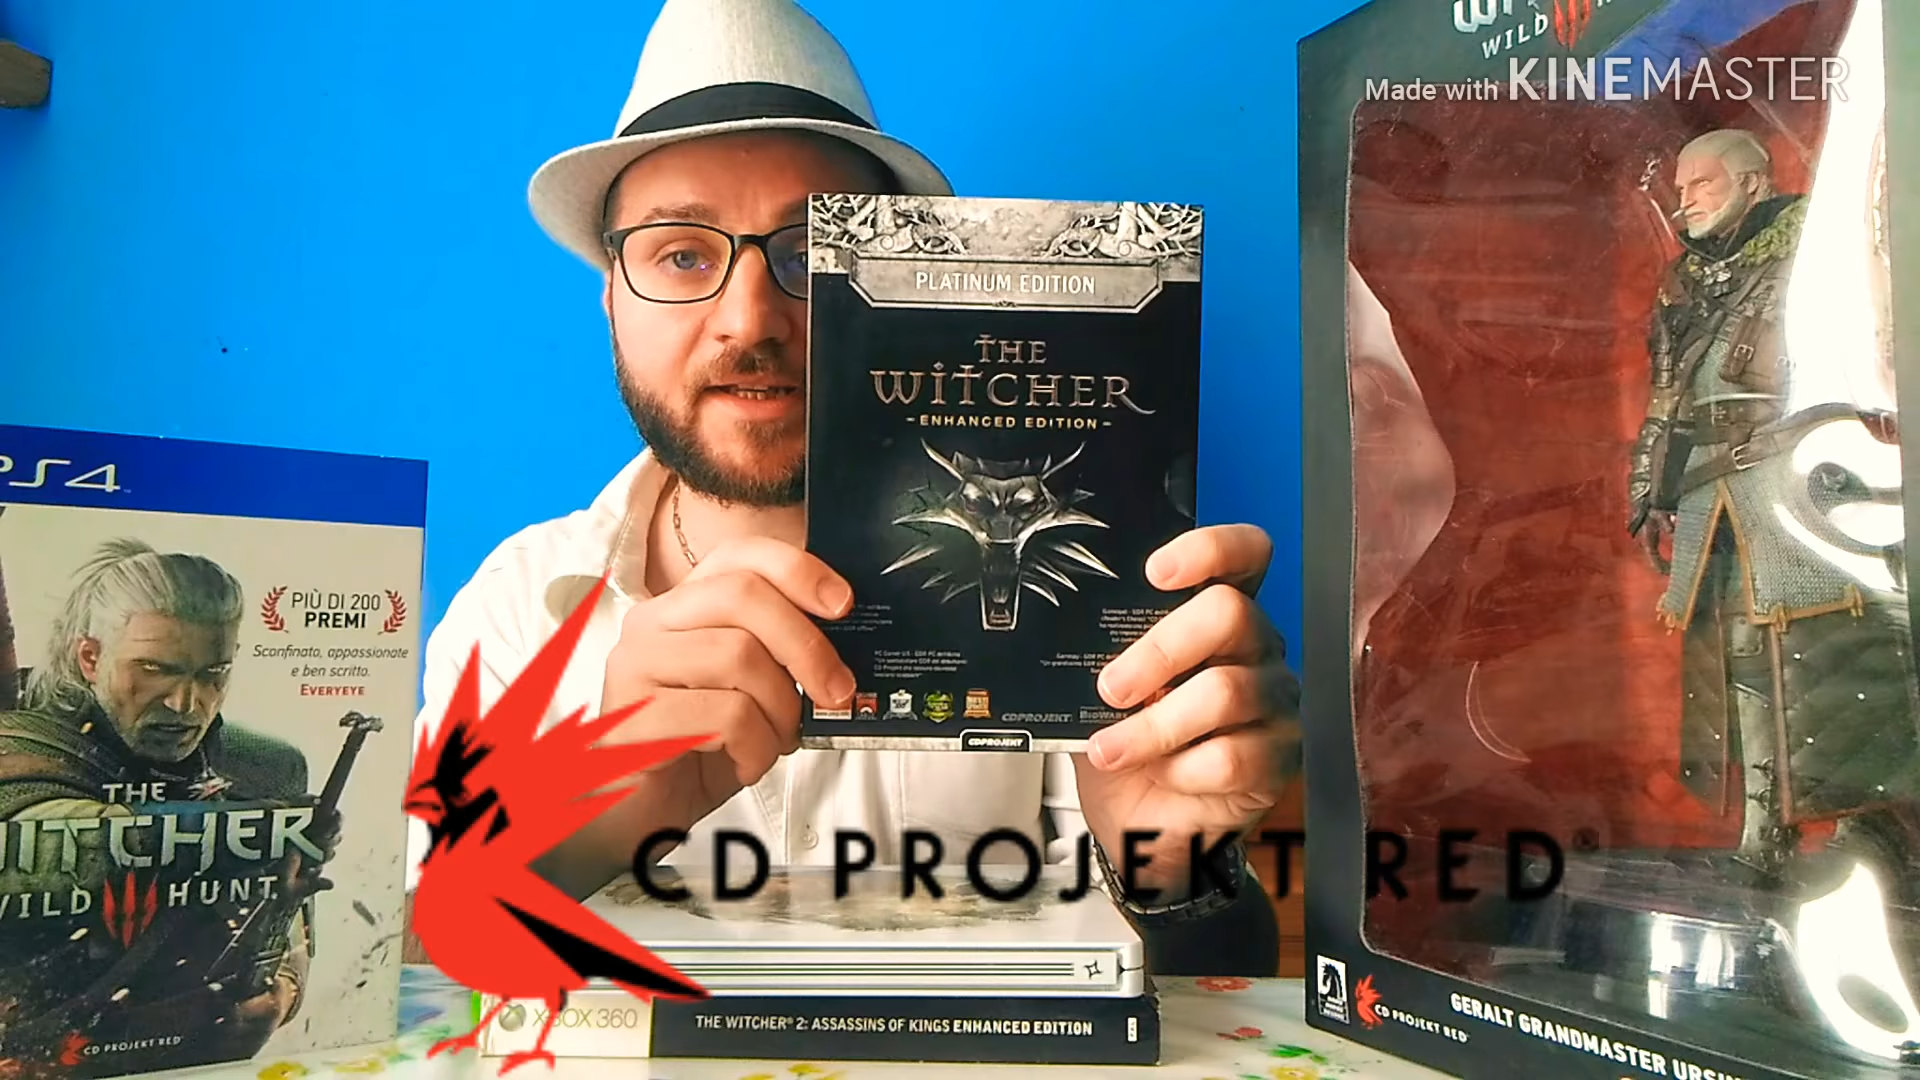 WILD
Made with KINEMASTER
PLATINUM EDITION
THE
WITCHER
- ENHANCED EDITION -
CDPROJEKT
BIOWARE
CDPROJEKT
PS4
PIÙ DI 200
PREMI
Sconfinato, appassionate
e ben scritto.
EVERYEYE
THE
WITCHER
WILD HUNT
CD PROJEKT RED
CD PROJEKT RED
XBOX 360
THE WITCHER® 2: ASSASSINS OF KINGS ENHANCED EDITION
CD PROJEKT RED
GERALT GRANDMASTER